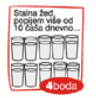 Stalna žeđ,
popijem više od
10 čaša dnevno...
4boda